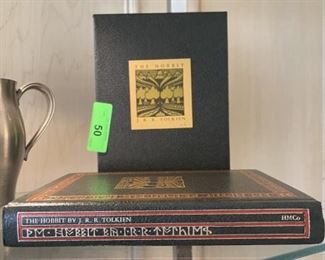 THE HOBBIT
J. R. R. TOLKIEN
50
THE HOBBIT BY J. R. R. TOLKIEN HMCo